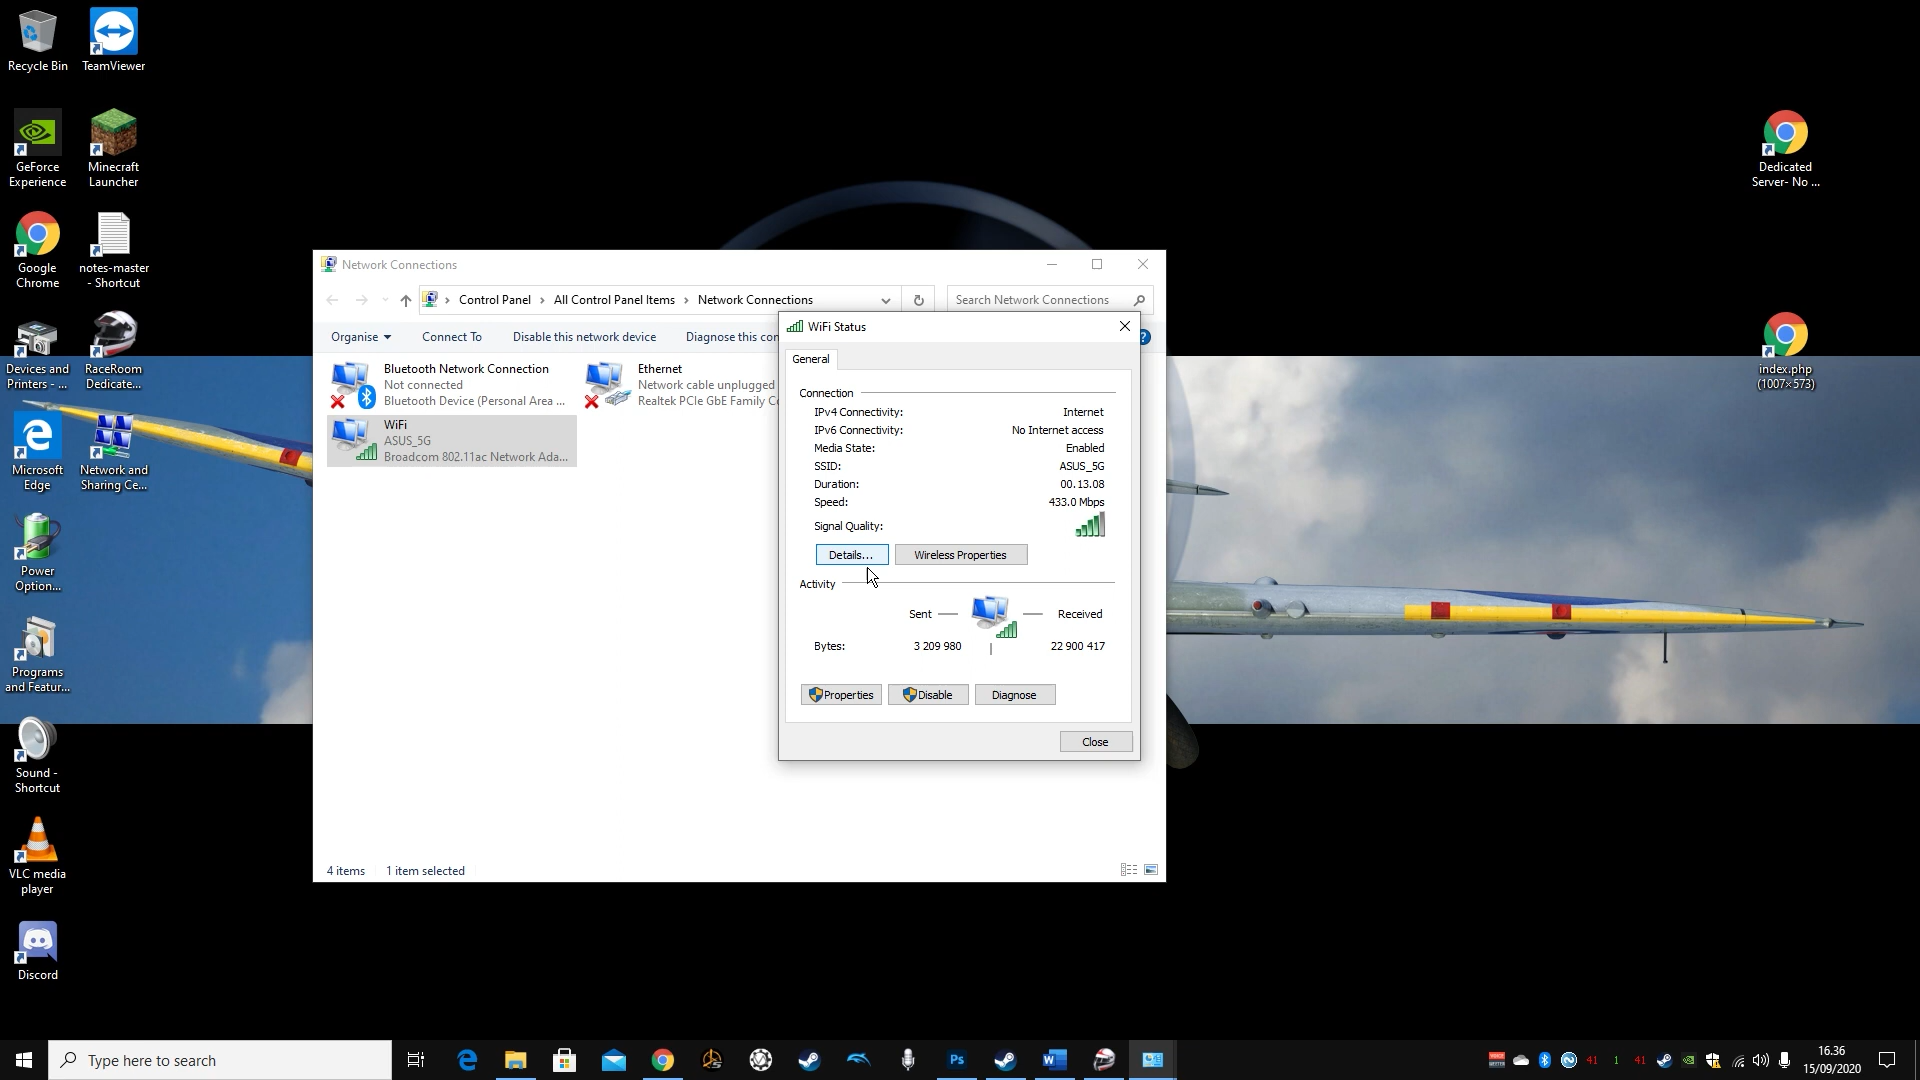 Recycle Bin
TeamViewer
GeForce
Experience
Minecraft
Launcher
Google
Chrome
notes-master
- Shortcut
Devices and
Printers - ...
RaceRoom
Dedicate...
Microsoft
Edge
Network and
Sharing Ce...
Power
Option...
Programs
and Featur...
Sound -
Shortcut
VLC media
player
Discord
Dedicated
Server- No ...
index.php
(1007×573)
Network Connections
Control Panel
All Control Panel Items
Network Connections
Search Network Connections
Organise
Connect To
Disable this network device
Diagnose this con
?
Bluetooth Network Connection
Not connected
Bluetooth Device (Personal Area ...
Ethernet
Network cable unplugged
Realtek PCIe GbE Family Co
WiFi
ASUS_5G
Broadcom 802.11ac Network Ada...
4 items
1 item selected
WiFi Status
General
Connection
IPv4 Connectivity: Internet
IPv6 Connectivity: No Internet access
Media State: Enabled
SSID: ASUS_5G
Duration: 00.13.08
Speed: 433.0 Mbps
Signal Quality:
Details...
Wireless Properties
Activity
Sent
Received
Bytes: 3 209 980 22 900 417
Properties
Disable
Diagnose
Close
Type here to search
Ps
W
41
1
41
16.36
15/09/2020